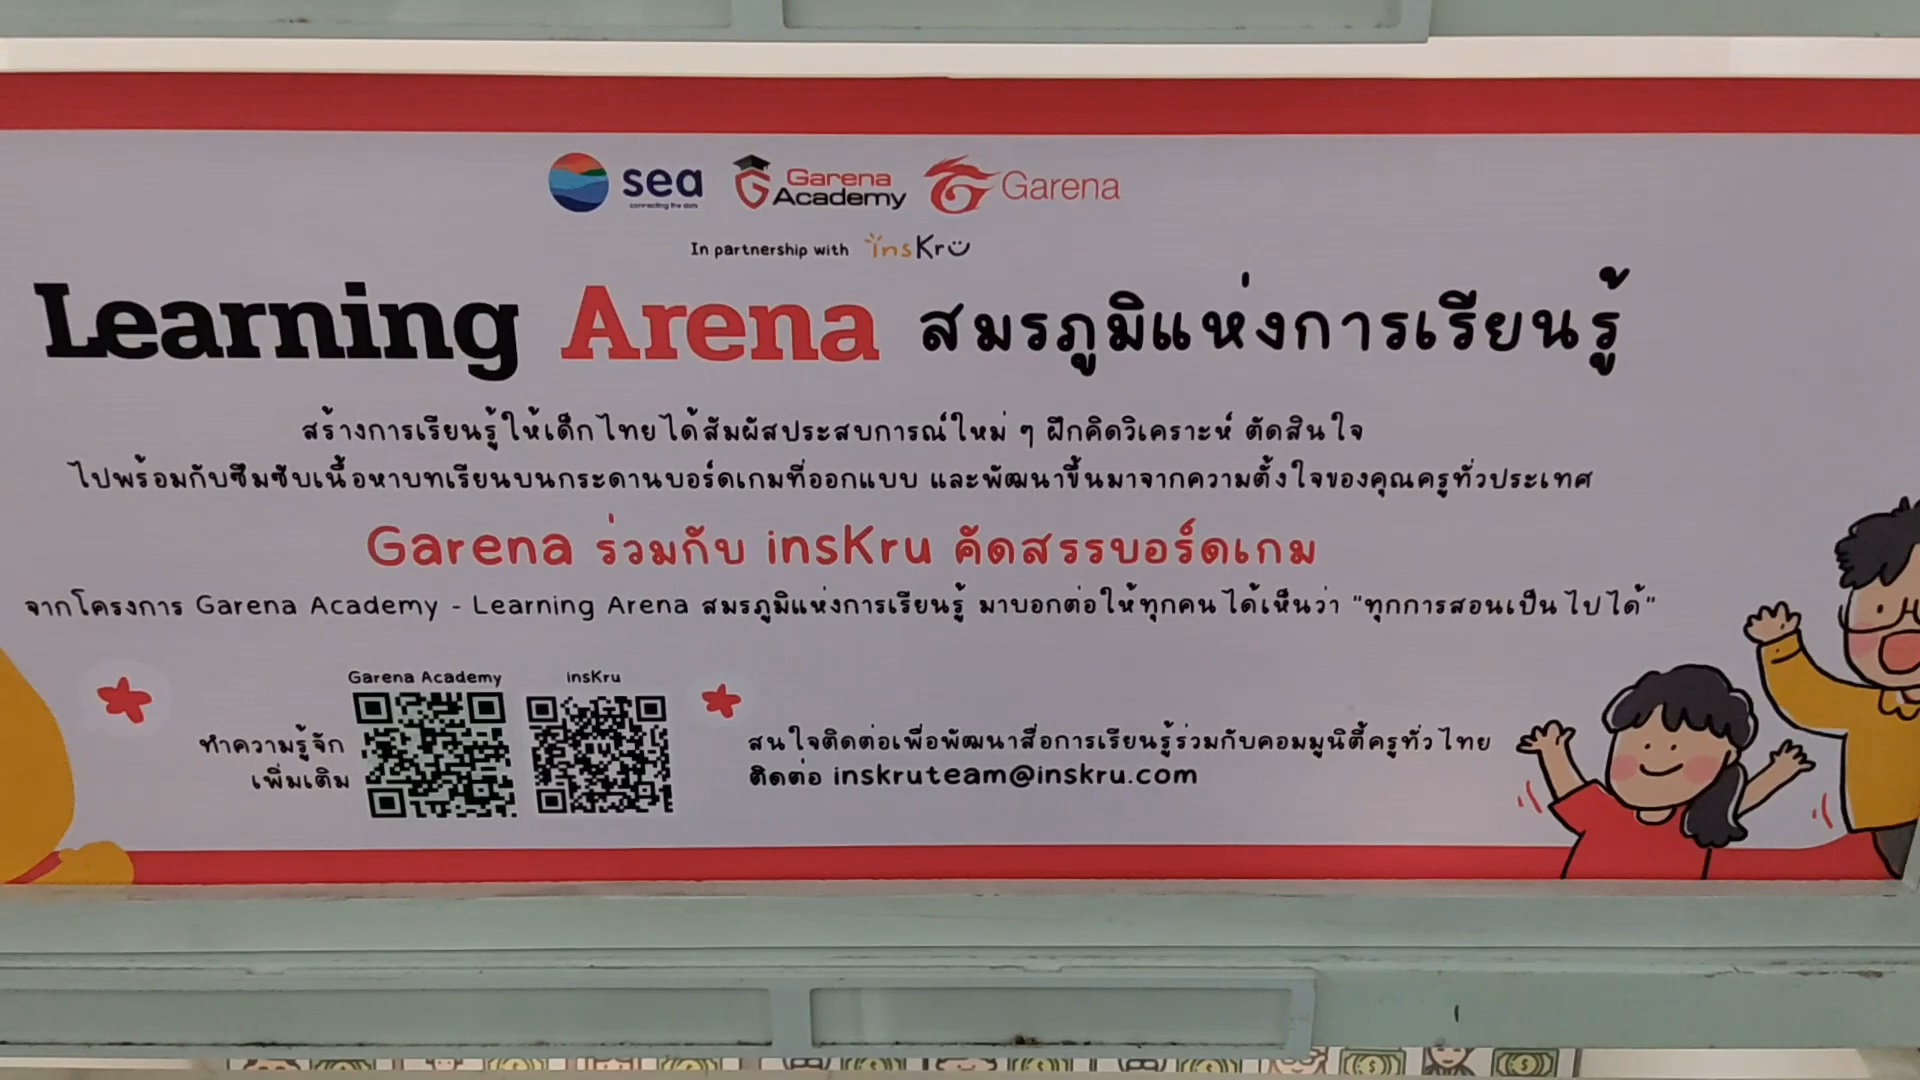 sea
connecting the dots
Garena Academy
Garena
In partnership with insKru
Learning Arena สมรภูมิแห่งการเรียนรู้
สร้างการเรียนรู้ให้เด็กไทยได้สัมผัสประสบการณ์ใหม่ ๆ ฝึกคิดวิเคราะห์ ตัดสินใจ
ไปพร้อมกับซึมซับเนื้อหาบทเรียนบนกระดานบอร์ดเกมที่ออกแบบ และพัฒนาขึ้นมาจากความตั้งใจของคุณครูทั่วประเทศ
Garena ร่วมกับ insKru คัดสรรบอร์ดเกม
จากโครงการ Garena Academy - Learning Arena สมรภูมิแห่งการเรียนรู้ มาบอกต่อให้ทุกคนได้เห็นว่า "ทุกการสอนเป็นไปได้"
Garena Academy insKru
ทำความรู้จัก
เพิ่มเติม
สนใจติดต่อเพื่อพัฒนาสื่อการเรียนรู้ร่วมกับคอมมูนิตี้ครูทั่วไทย
ติดต่อ inskruteam@inskru.com